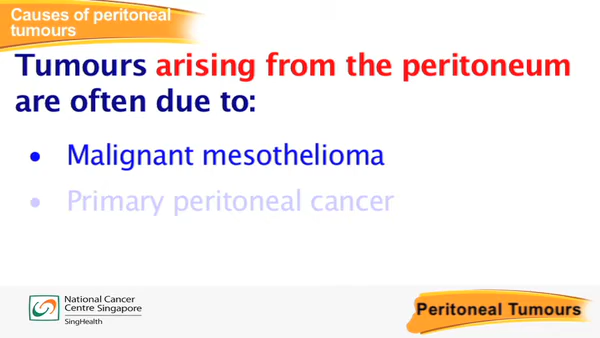 Causes of peritoneal
tumours
Tumours arising from the peritoneum
are often due to:
• Malignant mesothelioma
• Primary peritoneal cancer
National Cancer
Centre Singapore
SingHealth
Peritoneal Tumours